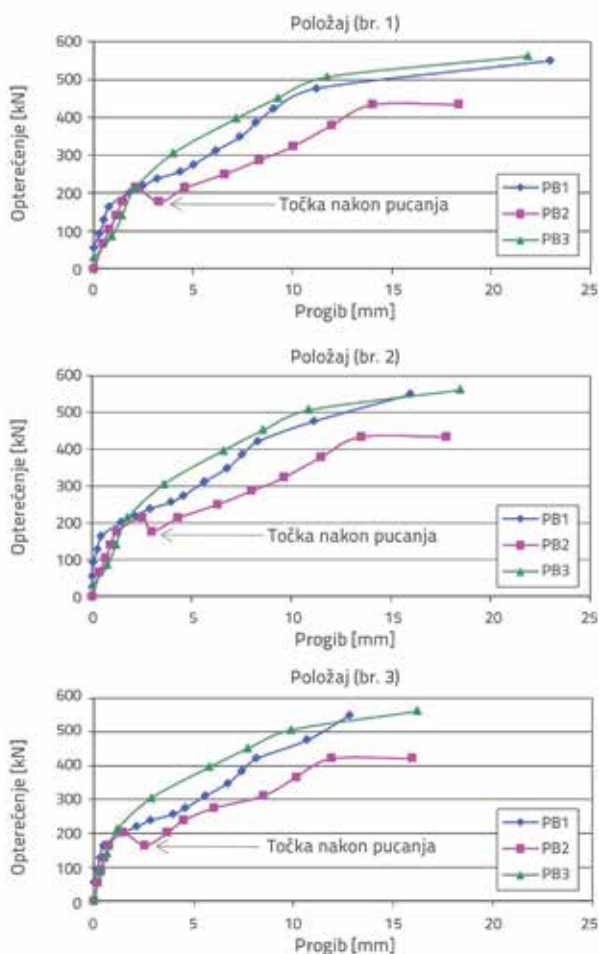 Položaj (br. 1)
Opterećenje [kN]
600
500
400
300
200
100
0
Točka nakon pucanja
PB1
PB2
PB3
0 5 10 15 20 25
Progib [mm]
Položaj (br. 2)
Opterećenje [kN]
600
500
400
300
200
100
0
Točka nakon pucanja
PB1
PB2
PB3
0 5 10 15 20 25
Progib [mm]
Položaj (br. 3)
Opterećenje [kN]
600
500
400
300
200
100
0
Točka nakon pucanja
PB1
PB2
PB3
0 5 10 15 20 25
Progib [mm]